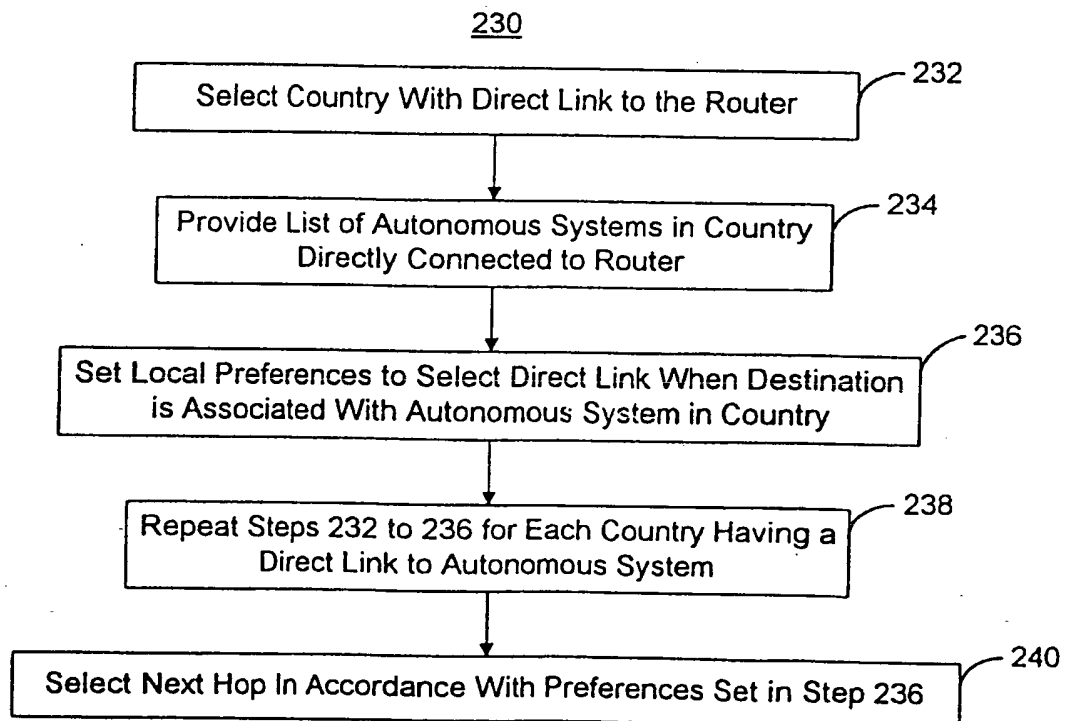 230
232
Select Country With Direct Link to the Router
234
Provide List of Autonomous Systems in Country
Directly Connected to Router
236
Set Local Preferences to Select Direct Link When Destination
is Associated With Autonomous System in Country
238
Repeat Steps 232 to 236 for Each Country Having a
Direct Link to Autonomous System
240
Select Next Hop In Accordance With Preferences Set in Step 236